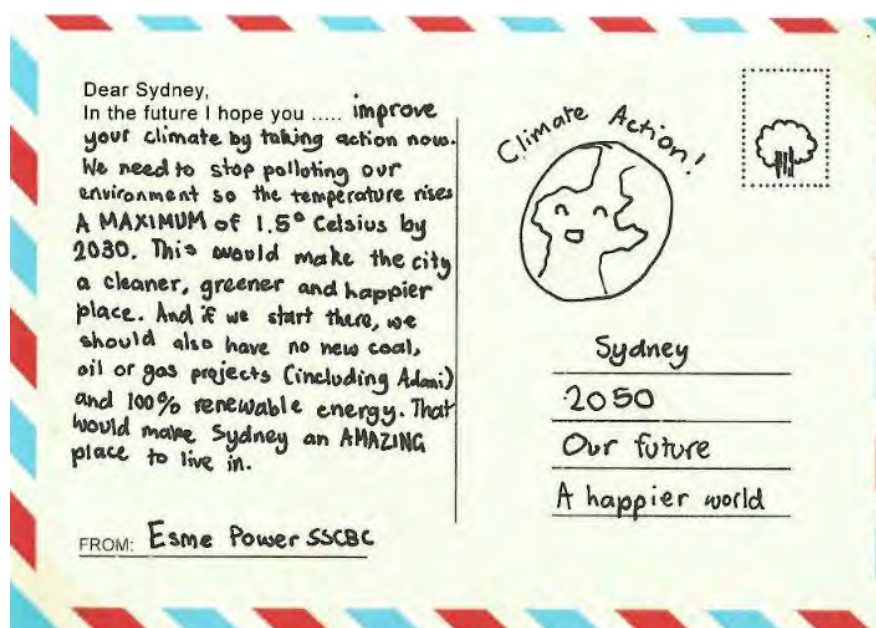 Dear Sydney,
In the future I hope you ..... improve
your climate by taking action now.
We need to stop polloting our
environment so the temperature rises
A MAXIMUM of 1.5° Celsius by
2030. This would make the city
a cleaner, greener and happier
place. And if we start there, we
should also have no new coal,
oil or gas projects (including Adani)
and 100% renewable energy. That
would make Sydney an AMAZING
place to live in.
FROM: Esme Power SSCBC
Climate Action!
Sydney
2050
Our future
A happier world